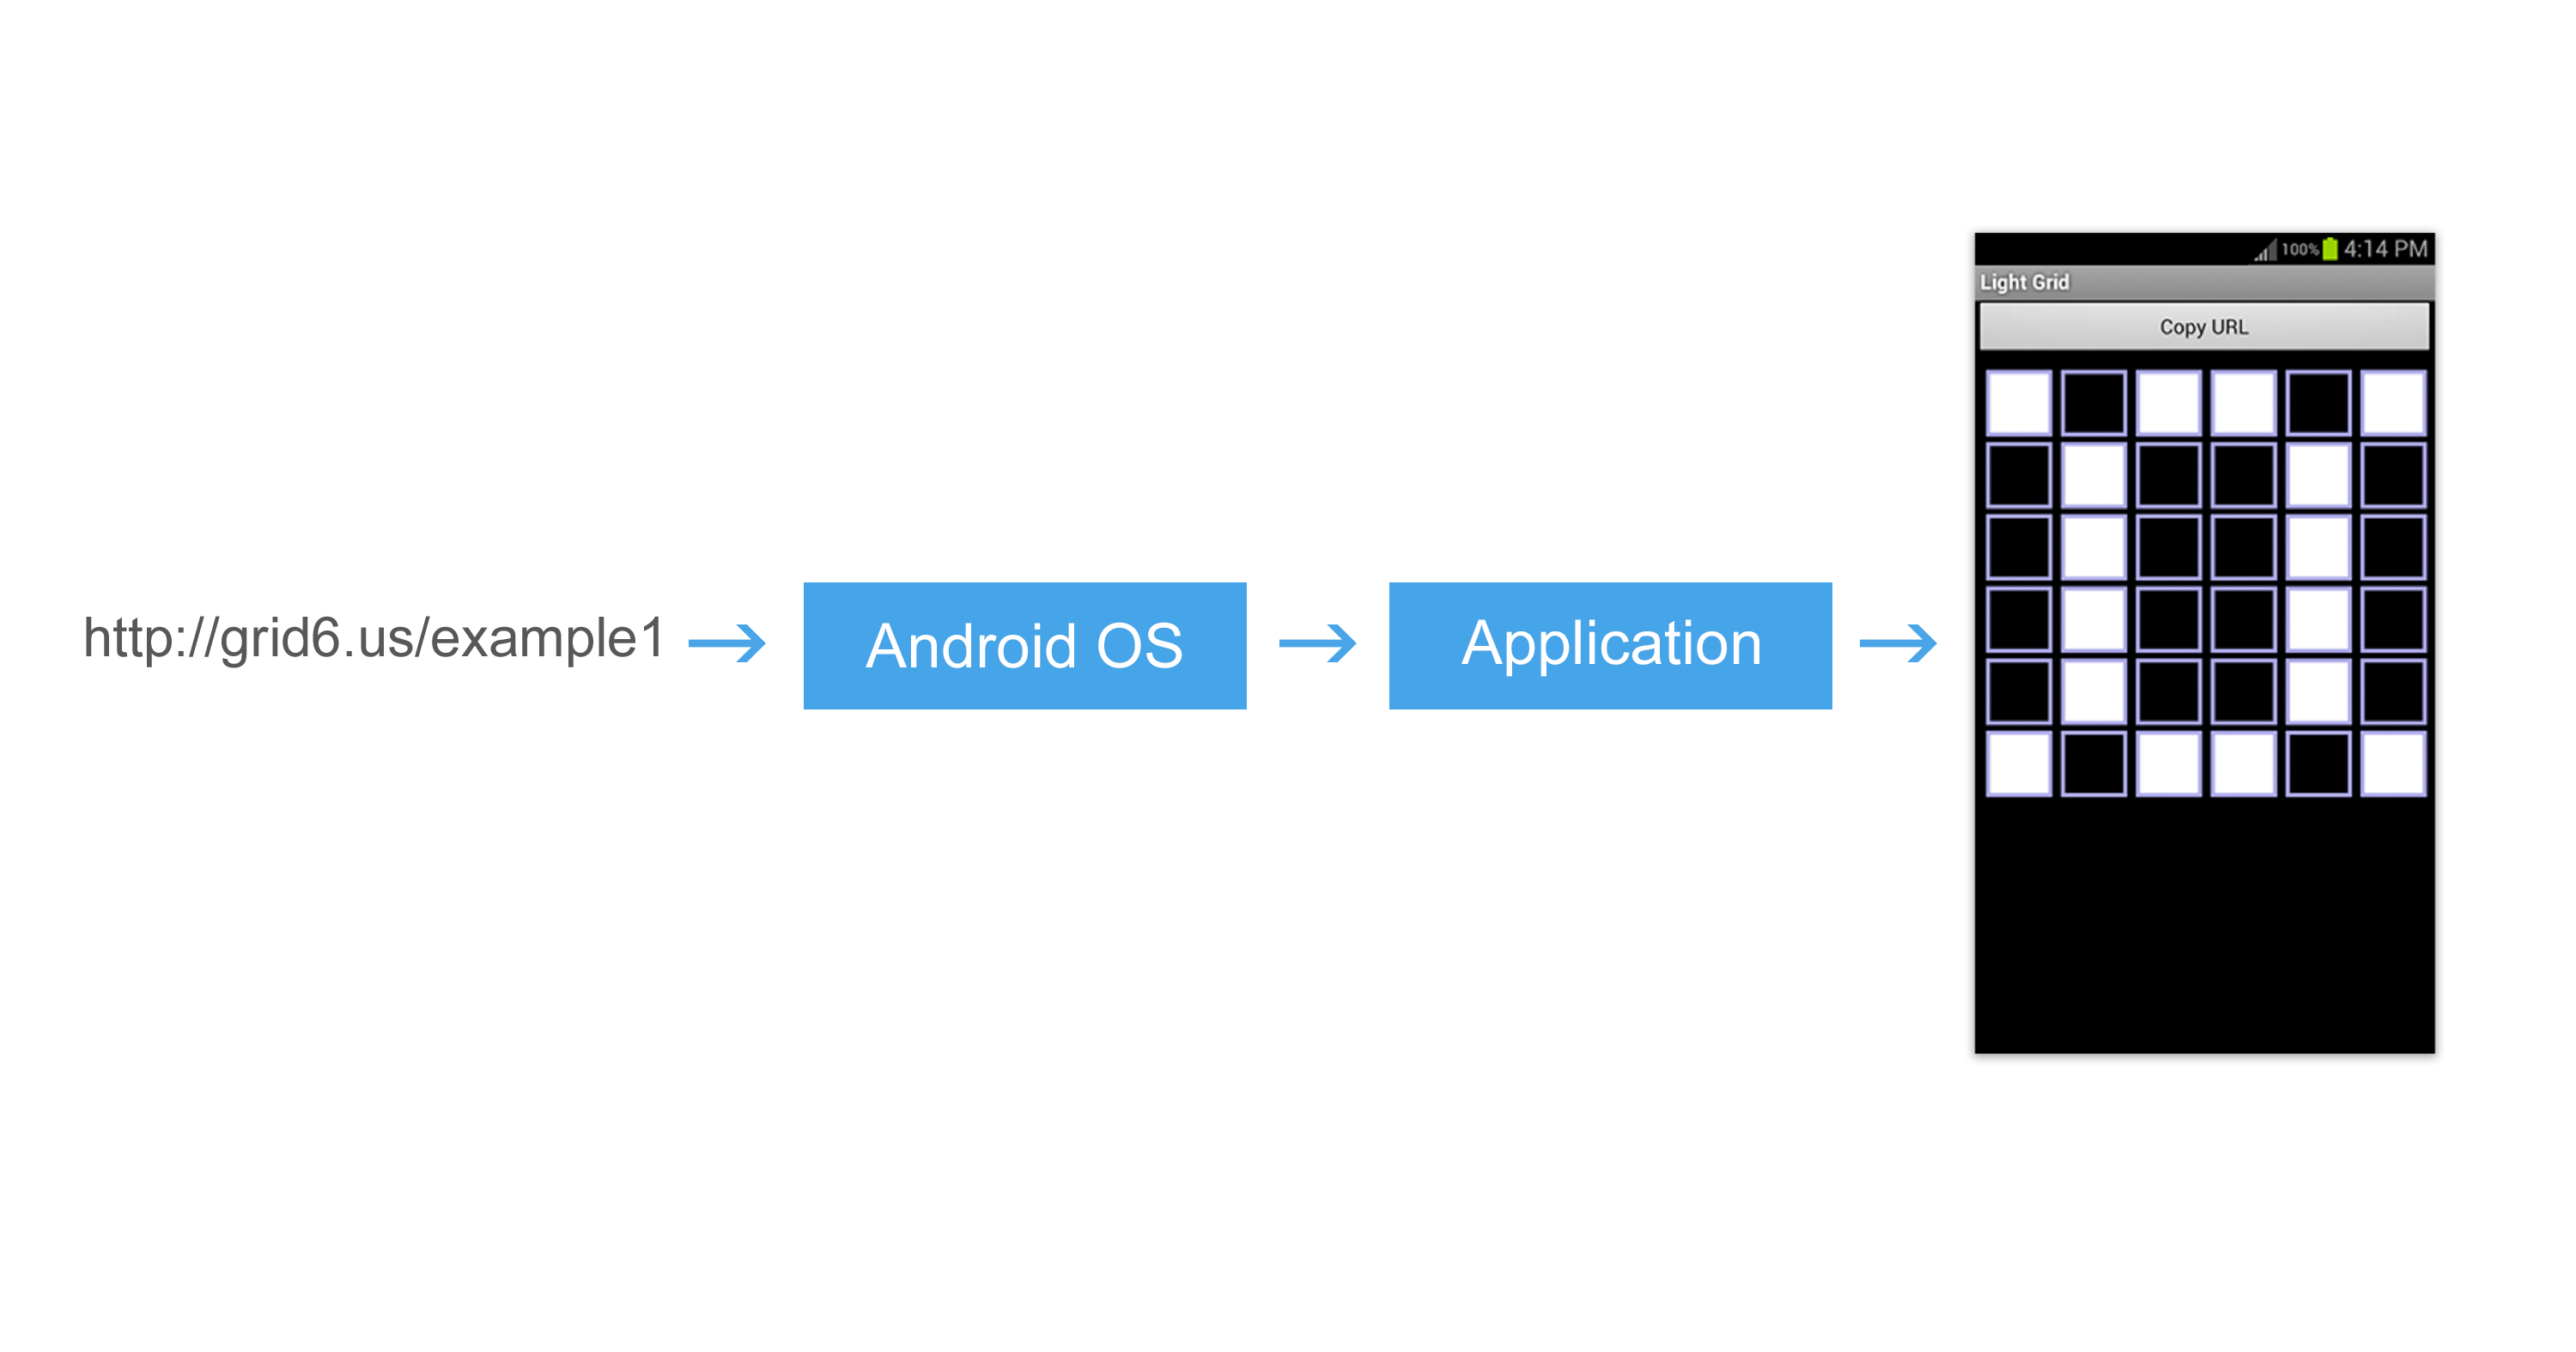 http://grid6.us/example1
Android OS
Application
100% 4:14 PM
Light Grid
Copy URL